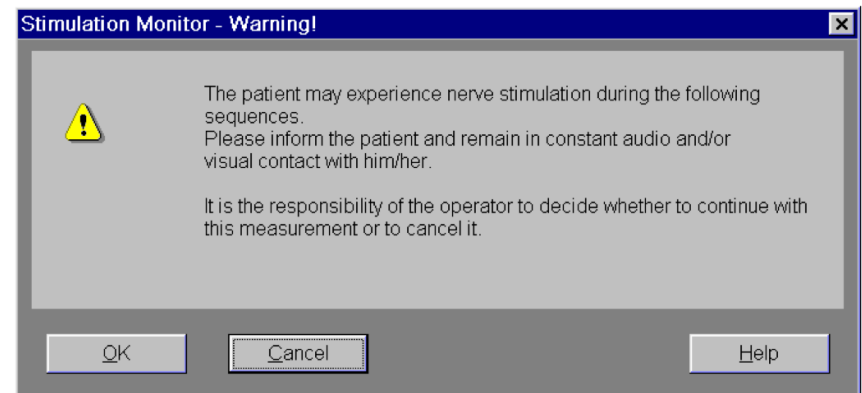 Stimulation Monitor - Warning!
The patient may experience nerve stimulation during the following
sequences.
Please inform the patient and remain in constant audio and/or
visual contact with him/her.
It is the responsibility of the operator to decide whether to continue with
this measurement or to cancel it.
OK Cancel Help